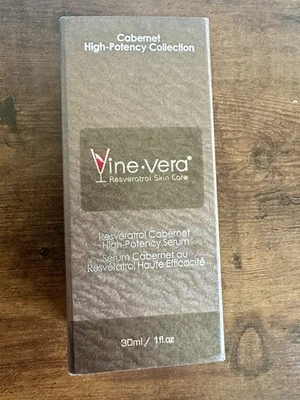 Cabernet
High-Potency Collection
Vine·vera®
Resveratrol Skin Care
Resveratrol Cabernet
High-Potency Serum
Sérum Cabernet au
Resvératrol Haute Efficacité
30ml / 1fl.oz